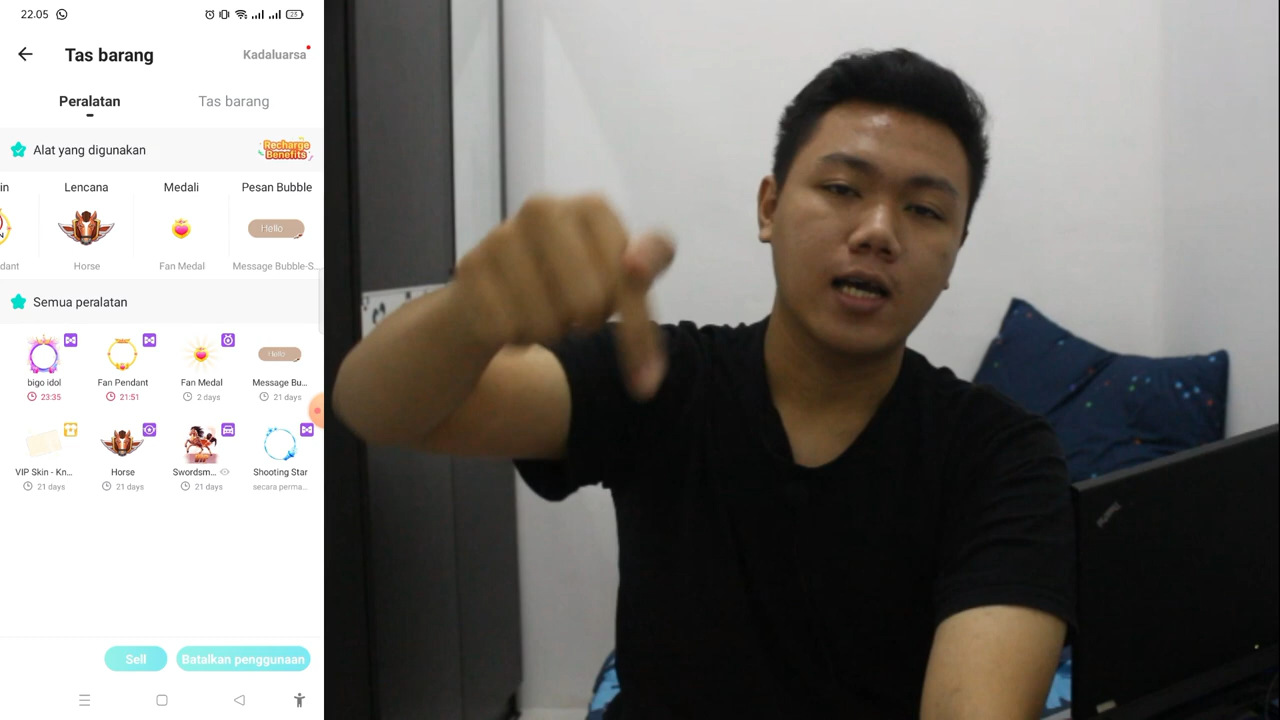 22.05
23
Tas barang
Kadaluarsa
Peralatan
Tas barang
Alat yang digunakan
Recharge Benefits
in
Lencana
Medali
Pesan Bubble
N
Hello
dant
Horse
Fan Medal
Message Bubble-S...
Semua peralatan
Hello
bigo idol
Fan Pendant
Fan Medal
Message Bu...
23:35
21:51
2 days
21 days
VIP Skin - Kn...
Horse
Swordsm...
Shooting Star
21 days
21 days
21 days
secara perma...
Sell
Batalkan penggunaan